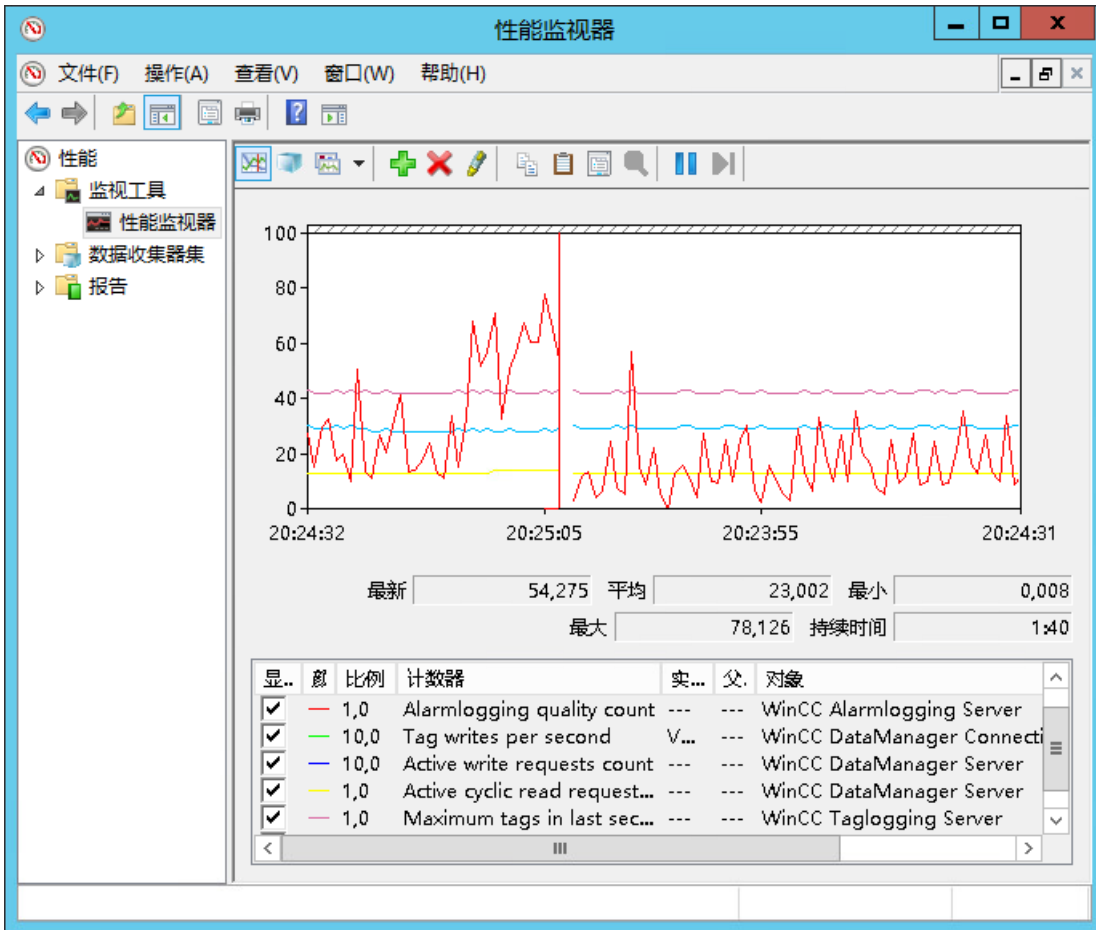 性能监视器
文件(F) 操作(A) 查看(V) 窗口(W) 帮助(H)
性能
监视工具
性能监视器
数据收集器集
报告
100
80
60
40
20
0
20:24:32 20:25:05 20:23:55 20:24:31
最新 54,275 平均 23,002 最小 0,008
最大 78,126 持续时间 1:40
显.. 比例 计数器 实... 父. 对象
1,0 Alarmlogging quality count --- --- WinCC Alarmlogging Server
10,0 Tag writes per second V... --- WinCC DataManager Connecti
10,0 Active write requests count --- --- WinCC DataManager Server
1,0 Active cyclic read request... --- --- WinCC DataManager Server
1,0 Maximum tags in last sec... --- --- WinCC Taglogging Server